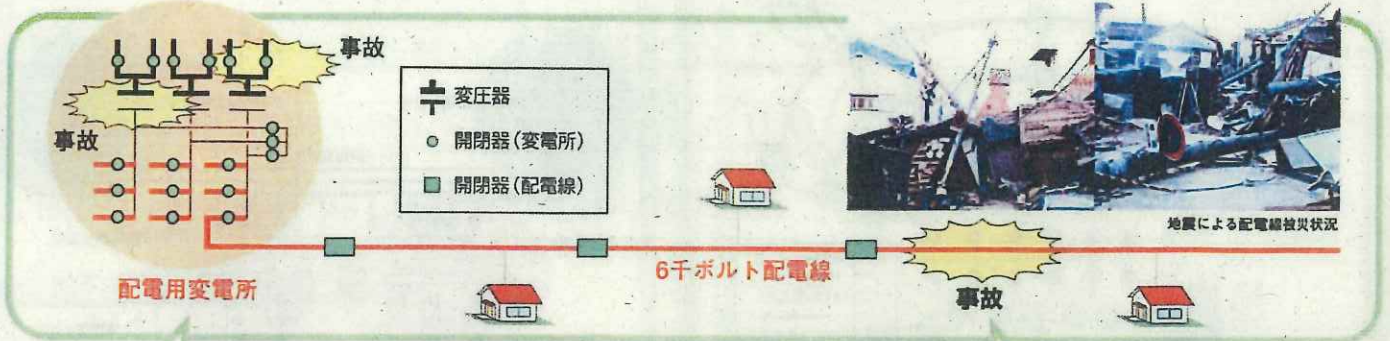 事故
事故
変圧器
開閉器(変電所)
開閉器(配電線)
地震による配電線被災状況
6千ボルト配電線
配電用変電所
事故